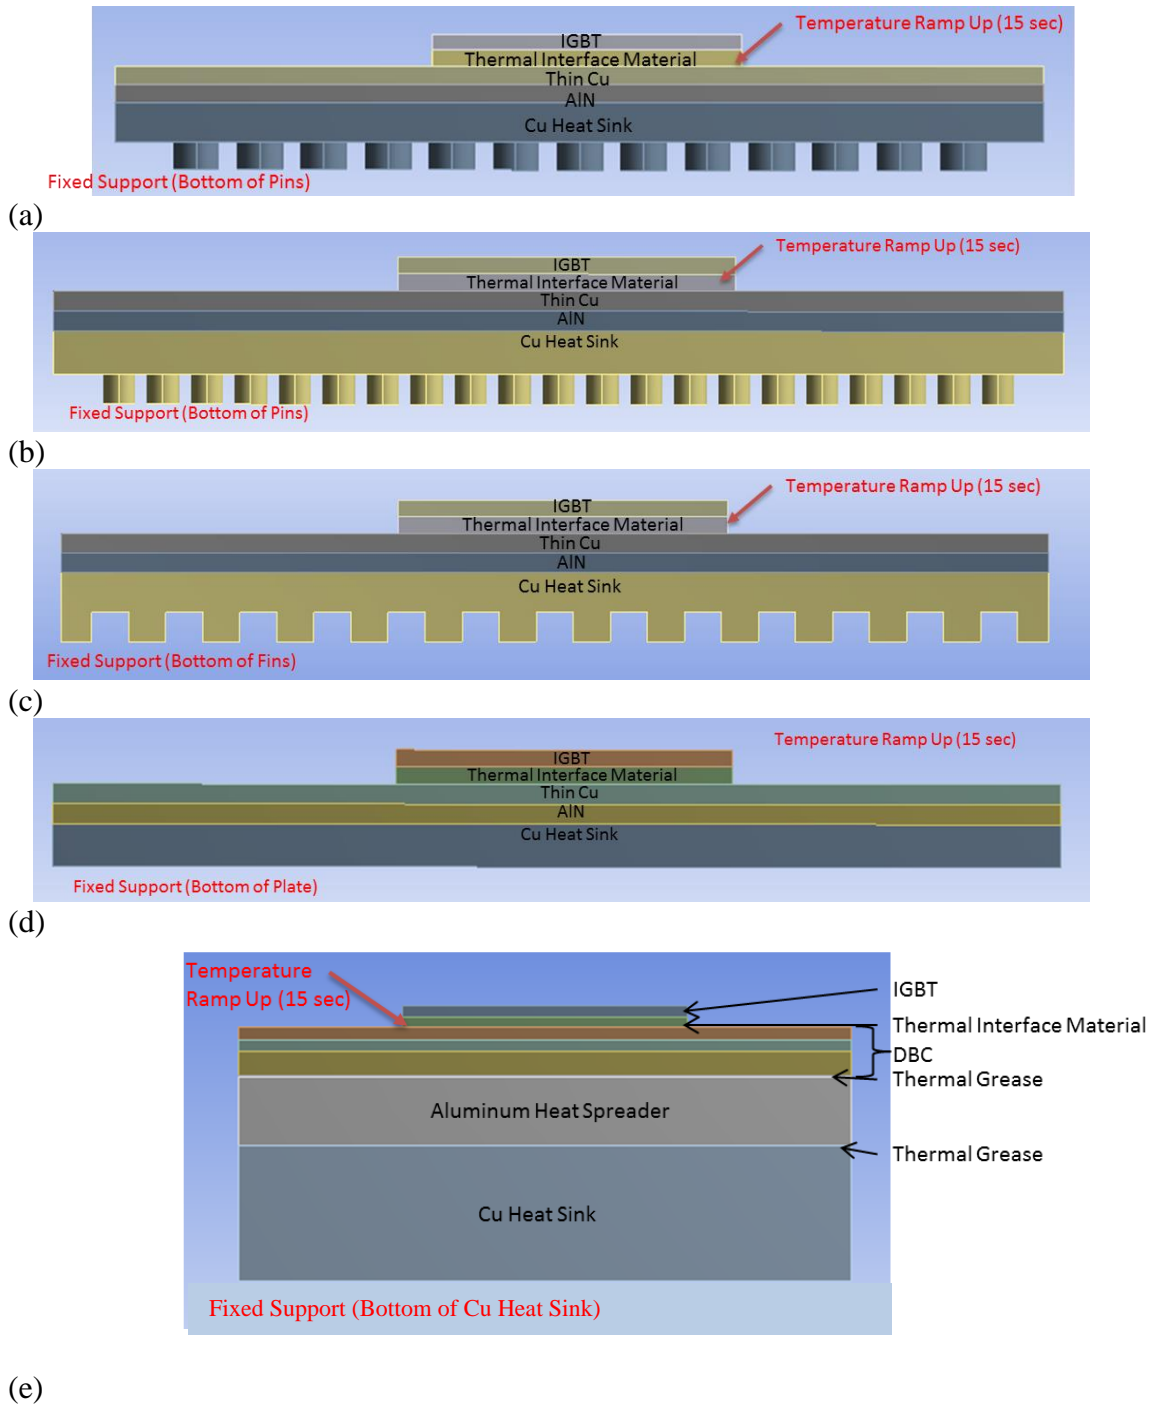 Temperature Ramp Up (15 sec)
IGBT
Thermal Interface Material
Thin Cu
AlN
Cu Heat Sink
Fixed Support (Bottom of Pins)
(a)
Temperature Ramp Up (15 sec)
IGBT
Thermal Interface Material
Thin Cu
AlN
Cu Heat Sink
Fixed Support (Bottom of Pins)
(b)
Temperature Ramp Up (15 sec)
IGBT
Thermal Interface Material
Thin Cu
AlN
Cu Heat Sink
Fixed Support (Bottom of Fins)
(c)
Temperature Ramp Up (15 sec)
IGBT
Thermal Interface Material
Thin Cu
AlN
Cu Heat Sink
Fixed Support (Bottom of Plate)
(d)
Temperature
Ramp Up (15 sec)
IGBT
Thermal Interface Material
DBC
Thermal Grease
Aluminum Heat Spreader
Thermal Grease
Cu Heat Sink
Fixed Support (Bottom of Cu Heat Sink)
(e)